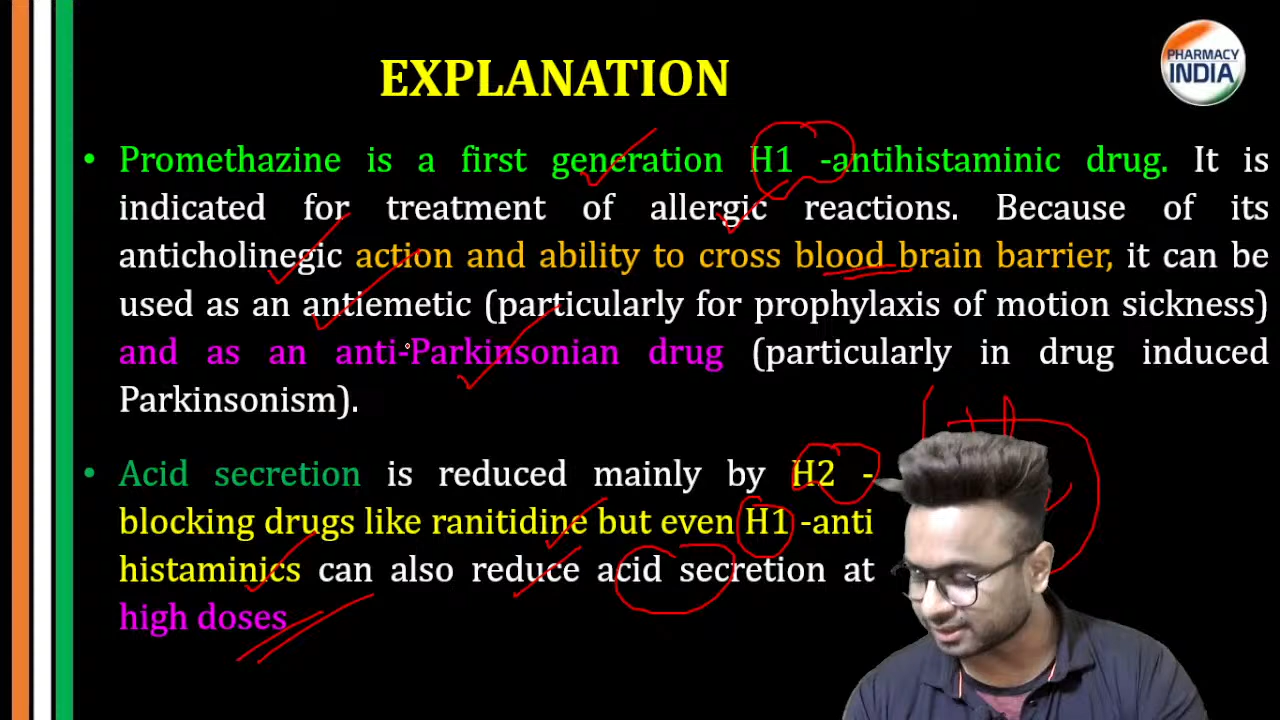 EXPLANATION
PHARMACY
INDIA
• Promethazine is a first generation H1 -antihistaminic drug. It is
indicated for treatment of allergic reactions. Because of its
anticholinegic action and ability to cross blood brain barrier, it can be
used as an antiemetic (particularly for prophylaxis of motion sickness)
and as an anti-Parkinsonian drug (particularly in drug induced
Parkinsonism).
• Acid secretion is reduced mainly by H2 -
blocking drugs like ranitidine but even H1 -anti
histaminics can also reduce acid secretion at
high doses